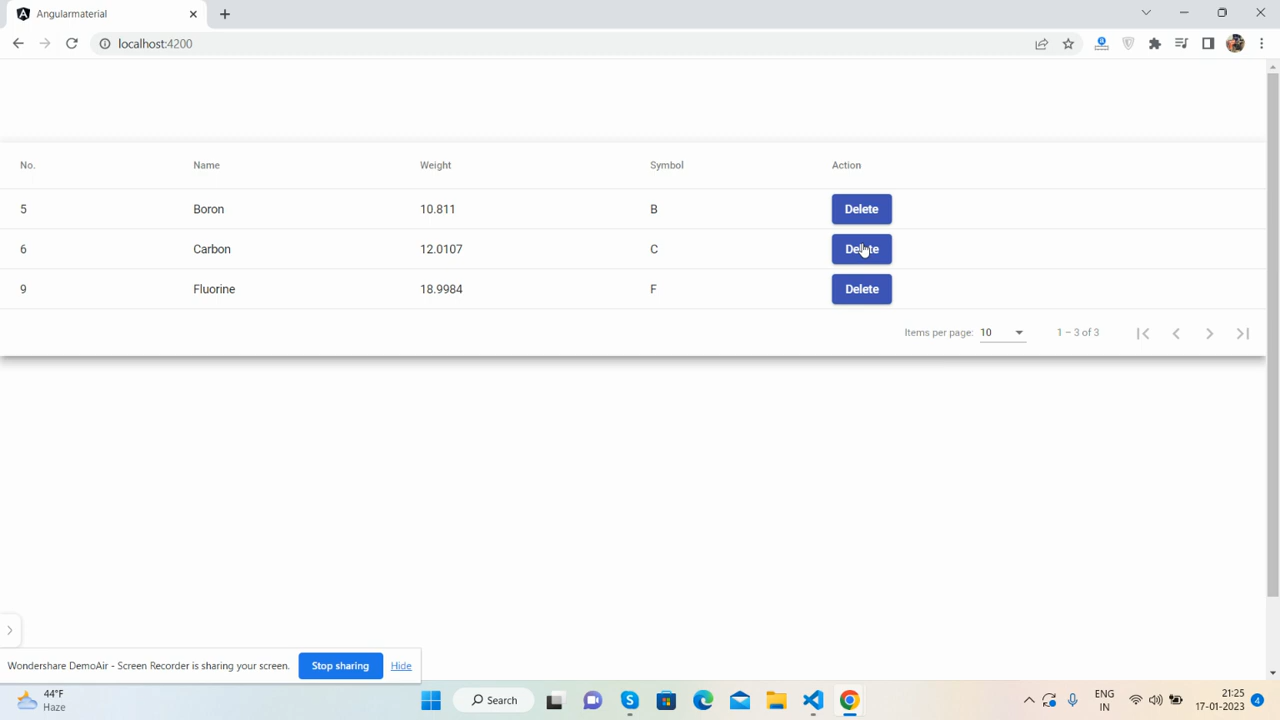 Angularmaterial
localhost:4200
No. Name Weight Symbol Action
5 Boron 10.811 B Delete
6 Carbon 12.0107 C Delete
9 Fluorine 18.9984 F Delete
Items per page: 10 1 – 3 of 3
Wondershare DemoAir - Screen Recorder is sharing your screen. Stop sharing Hide
44°F
Haze
Search
ENG
IN
21:25
17-01-2023
4